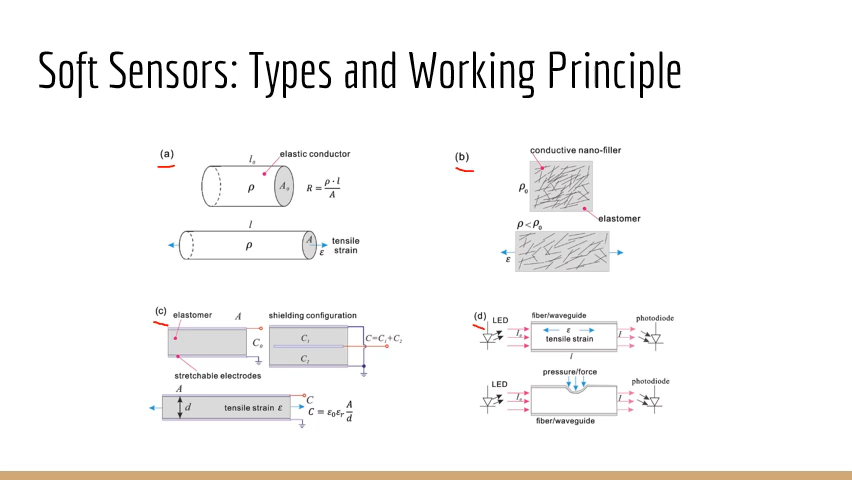 Soft Sensors: Types and Working Principle
(a)
l₀
elastic conductor
ρ
A₀
R = ρ · l / A
l
ρ
A
ε
tensile
strain
(b)
conductive nano-filler
ρ₀
elastomer
ρ < ρ₀
ε
(c)
elastomer
A
C₀
stretchable electrodes
shielding configuration
C₁
C₂
C=C₁+C₂
A
d
tensile strain ε
C
C = ε₀εᵣ A/d
(d)
LED
I₀
fiber/waveguide
ε
tensile strain
l
I
photodiode
pressure/force
LED
I₀
I
photodiode
fiber/waveguide